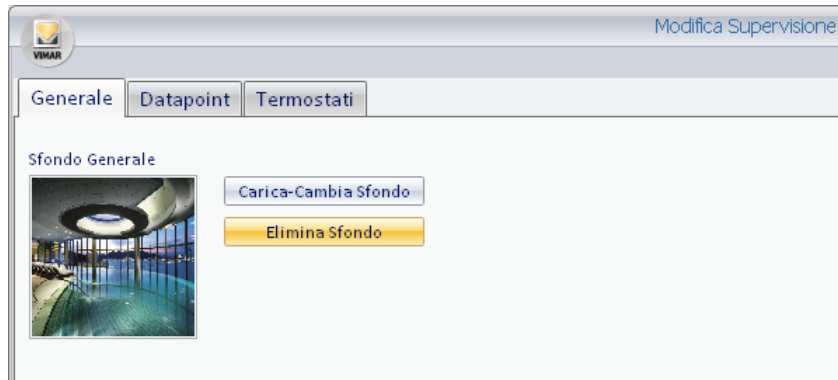 Modifica Supervisione
VIMAR
Generale
Datapoint
Termostati
Sfondo Generale
Carica-Cambia Sfondo
Elimina Sfondo